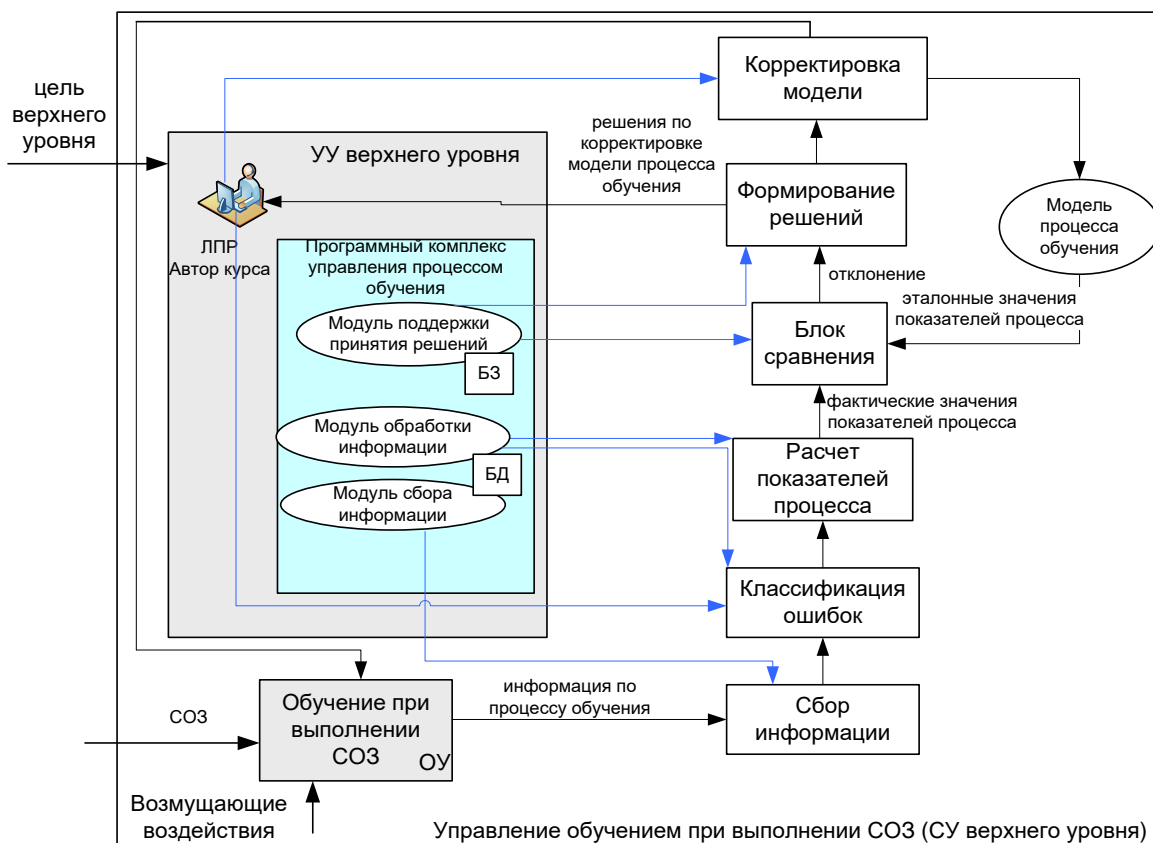 Корректировка
модели
цель
верхнего
уровня
решения по
корректировке
модели процесса
обучения
УУ верхнего уровня
Формирование
решений
Модель
процесса
обучения
ЛПР
Автор курса
Программный комплекс
управления процессом
обучения
отклонение
эталонные значения
показателей процесса
Модуль поддержки
принятия решений
БЗ
Блок
сравнения
фактические значения
показателей процесса
Модуль обработки
информации
БД
Модуль сбора
информации
Расчет
показателей
процесса
Классификация
ошибок
Обучение при
выполнении
СОЗ
ОУ
информация по
процессу обучения
Сбор
информации
СОЗ
Возмущающие
воздействия
Управление обучением при выполнении СОЗ (СУ верхнего уровня)